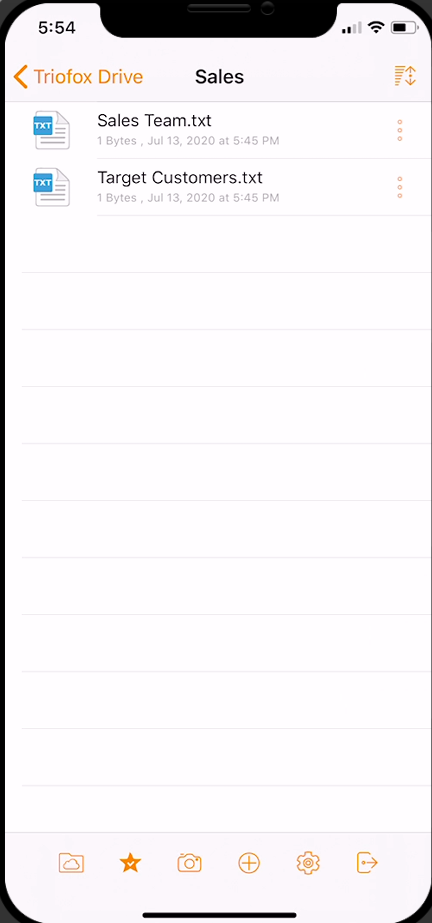 5:54
Triofox Drive
Sales
TXT
Sales Team.txt
1 Bytes , Jul 13, 2020 at 5:45 PM
TXT
Target Customers.txt
1 Bytes , Jul 13, 2020 at 5:45 PM